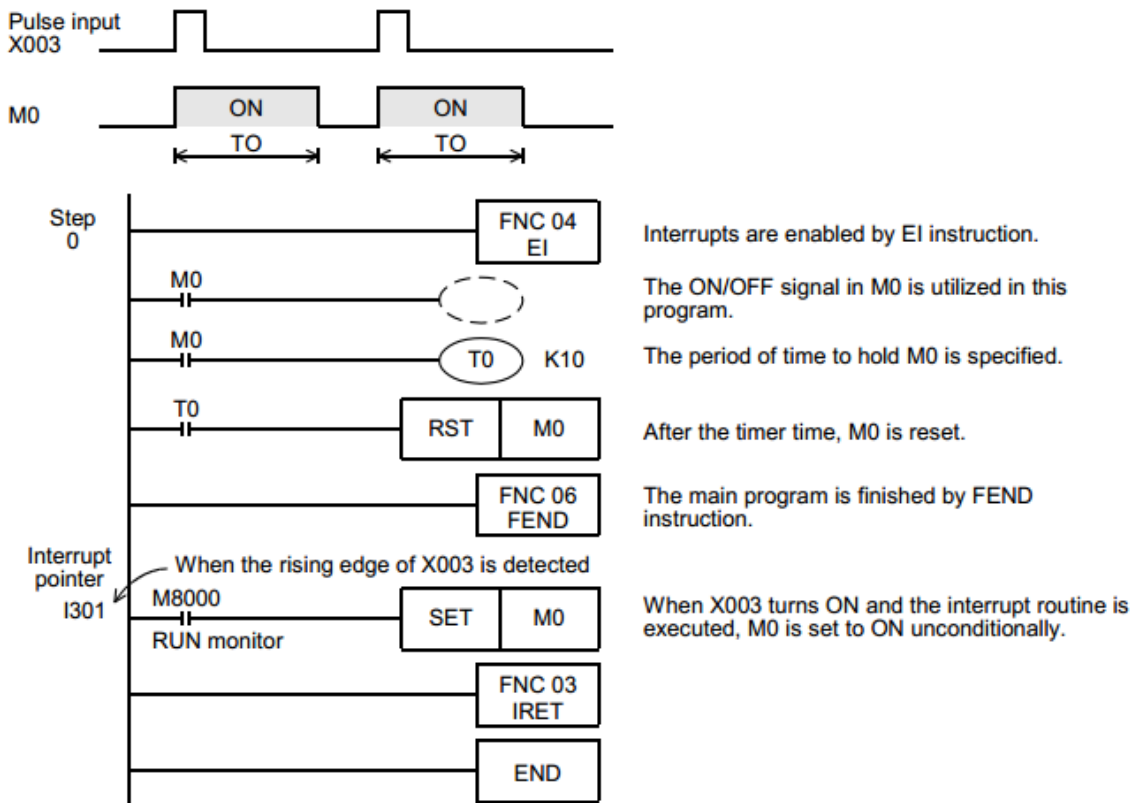 Pulse input
X003
M0
ON
ON
TO
TO
Step
0
FNC 04
EI
Interrupts are enabled by EI instruction.
M0
The ON/OFF signal in M0 is utilized in this
program.
M0
T0
K10
The period of time to hold M0 is specified.
T0
RST
M0
After the timer time, M0 is reset.
FNC 06
FEND
The main program is finished by FEND
instruction.
Interrupt
pointer
I301
When the rising edge of X003 is detected
M8000
RUN monitor
SET
M0
When X003 turns ON and the interrupt routine is
executed, M0 is set to ON unconditionally.
FNC 03
IRET
END